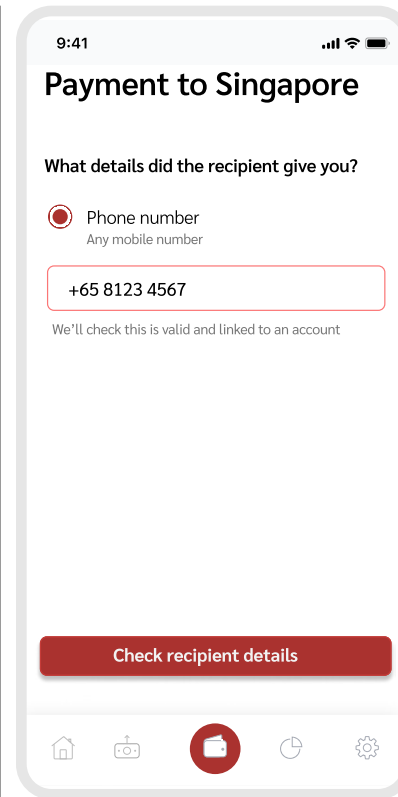 9:41
Payment to Singapore
What details did the recipient give you?
Phone number
Any mobile number
+65 8123 4567
We’ll check this is valid and linked to an account
Check recipient details